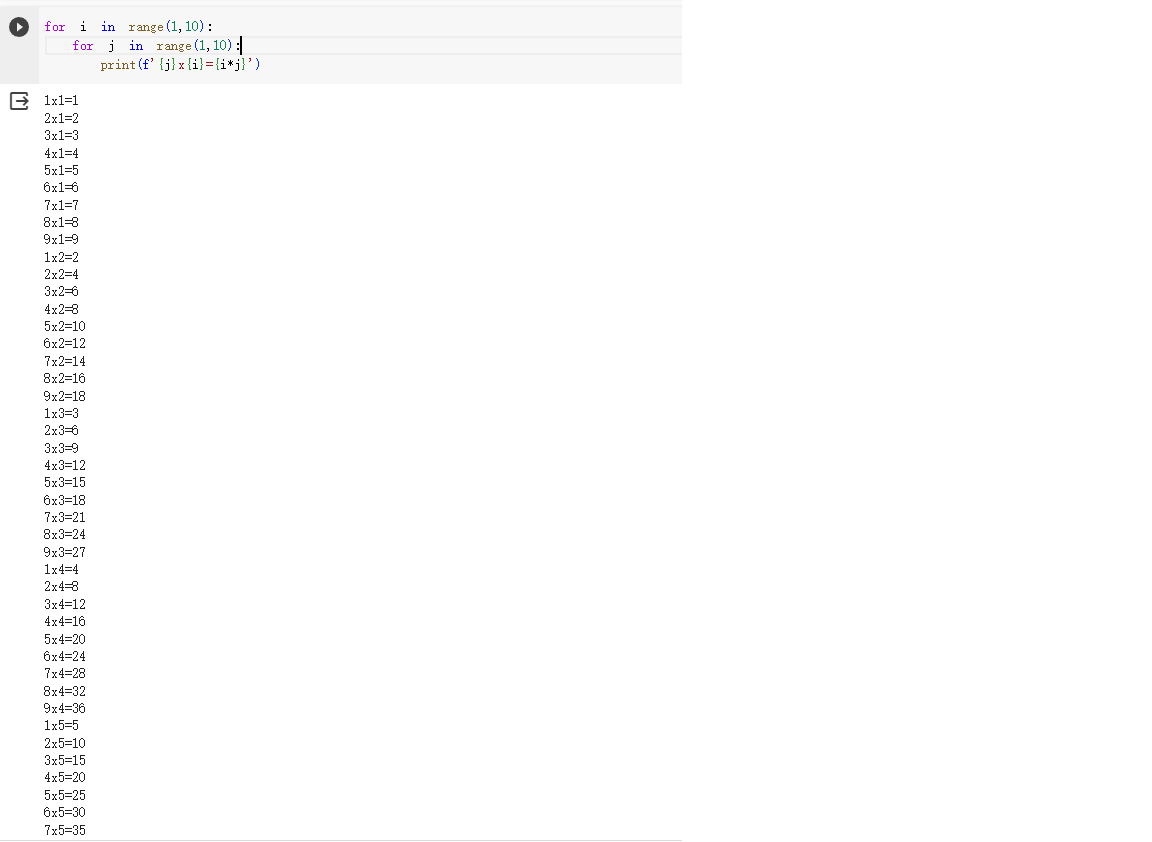 for i in range(1,10):
    for j in range(1,10):
        print(f'{j}x{i}={i*j}')
1x1=1
2x1=2
3x1=3
4x1=4
5x1=5
6x1=6
7x1=7
8x1=8
9x1=9
1x2=2
2x2=4
3x2=6
4x2=8
5x2=10
6x2=12
7x2=14
8x2=16
9x2=18
1x3=3
2x3=6
3x3=9
4x3=12
5x3=15
6x3=18
7x3=21
8x3=24
9x3=27
1x4=4
2x4=8
3x4=12
4x4=16
5x4=20
6x4=24
7x4=28
8x4=32
9x4=36
1x5=5
2x5=10
3x5=15
4x5=20
5x5=25
6x5=30
7x5=35